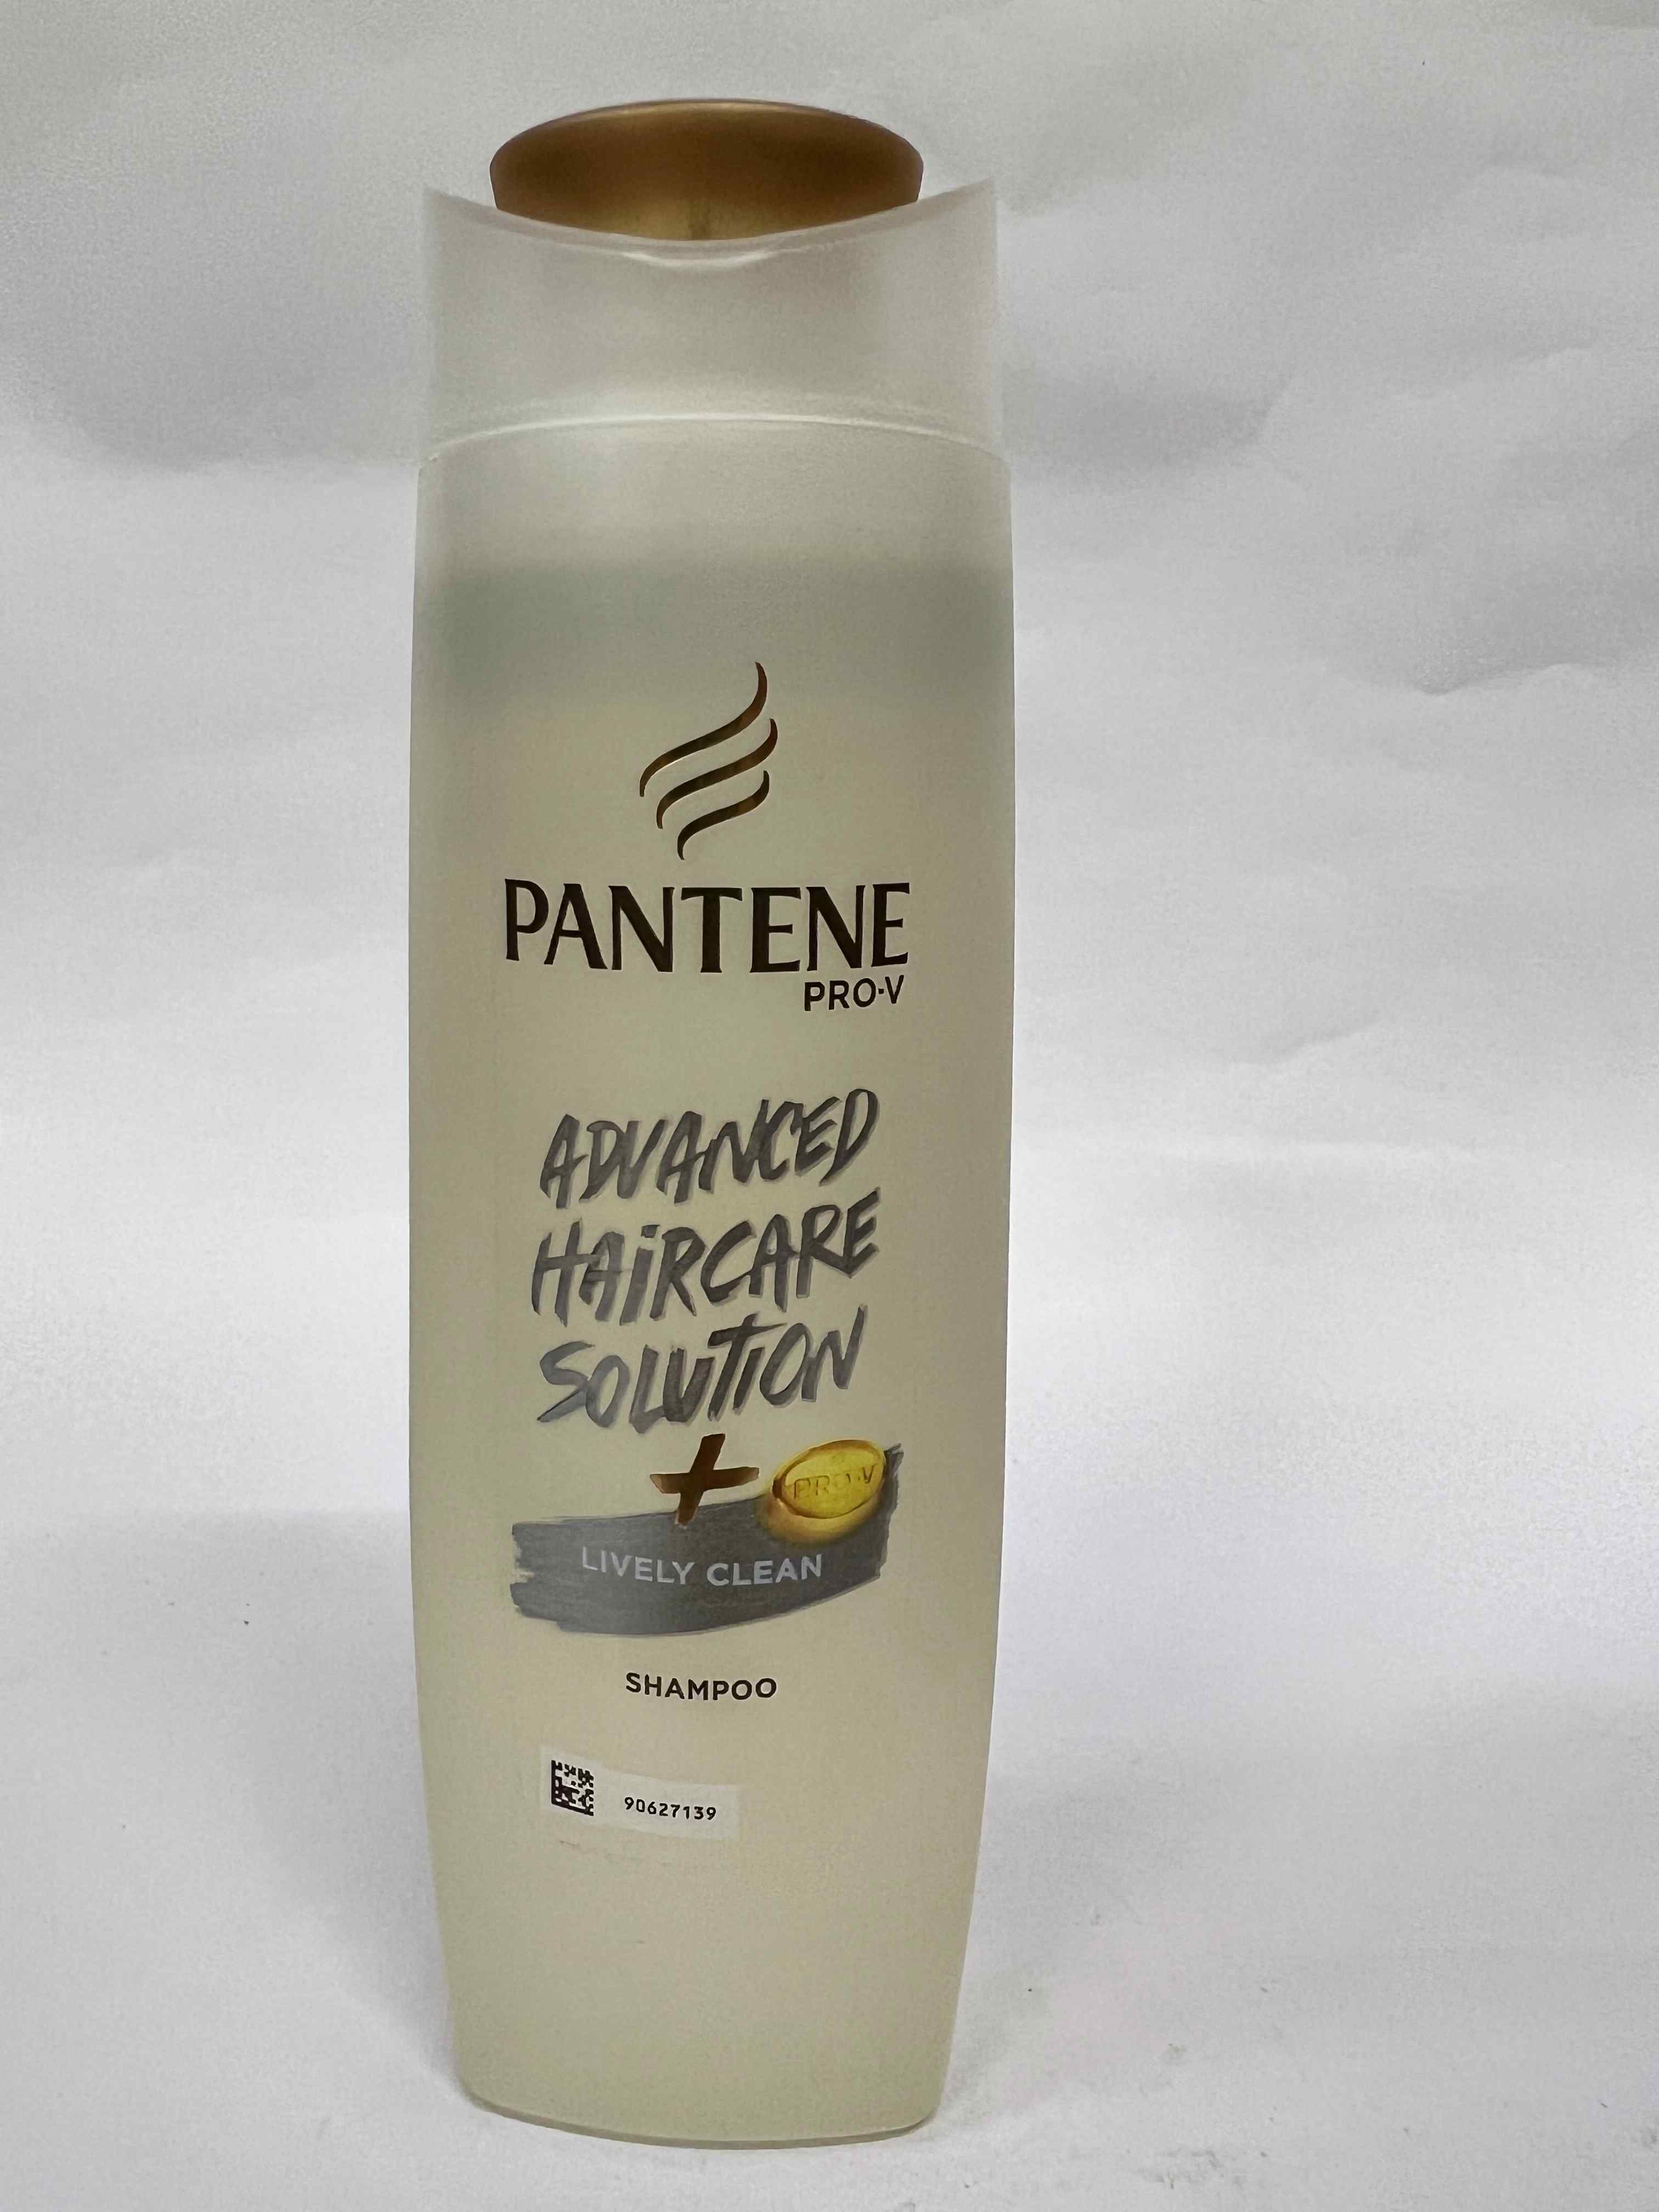 PANTENE
PRO-V
ADVANCED
HAiRCARE
SOLUTION
+
PRO-V
LIVELY CLEAN
SHAMPOO
90627139